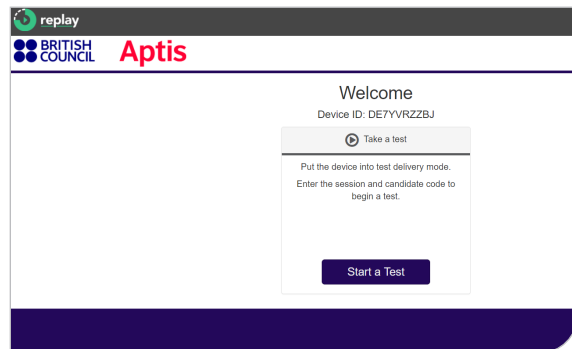 replay
BRITISH
COUNCIL
Aptis
Welcome
Device ID: DE7YVRZZBJ
Take a test
Put the device into test delivery mode.
Enter the session and candidate code to
begin a test.
Start a Test